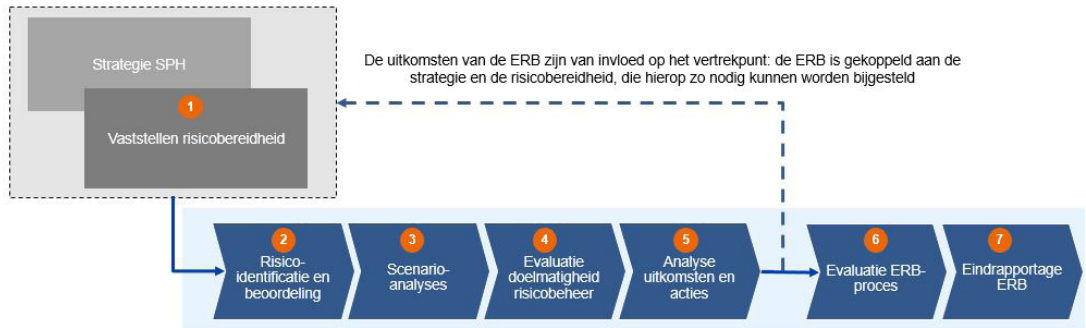 Strategie SPH
1
Vaststellen risicobereidheid
De uitkomsten van de ERB zijn van invloed op het vertrekpunt: de ERB is gekoppeld aan de
strategie en de risicobereidheid, die hierop zo nodig kunnen worden bijgesteld
2
Risico-
identificatie en
beoordeling
3
Scenario-
analyses
4
Evaluatie
doelmatigheid
risicobeheer
5
Analyse
uitkomsten en
acties
6
Evaluatie ERB-
proces
7
Eindrapportage
ERB